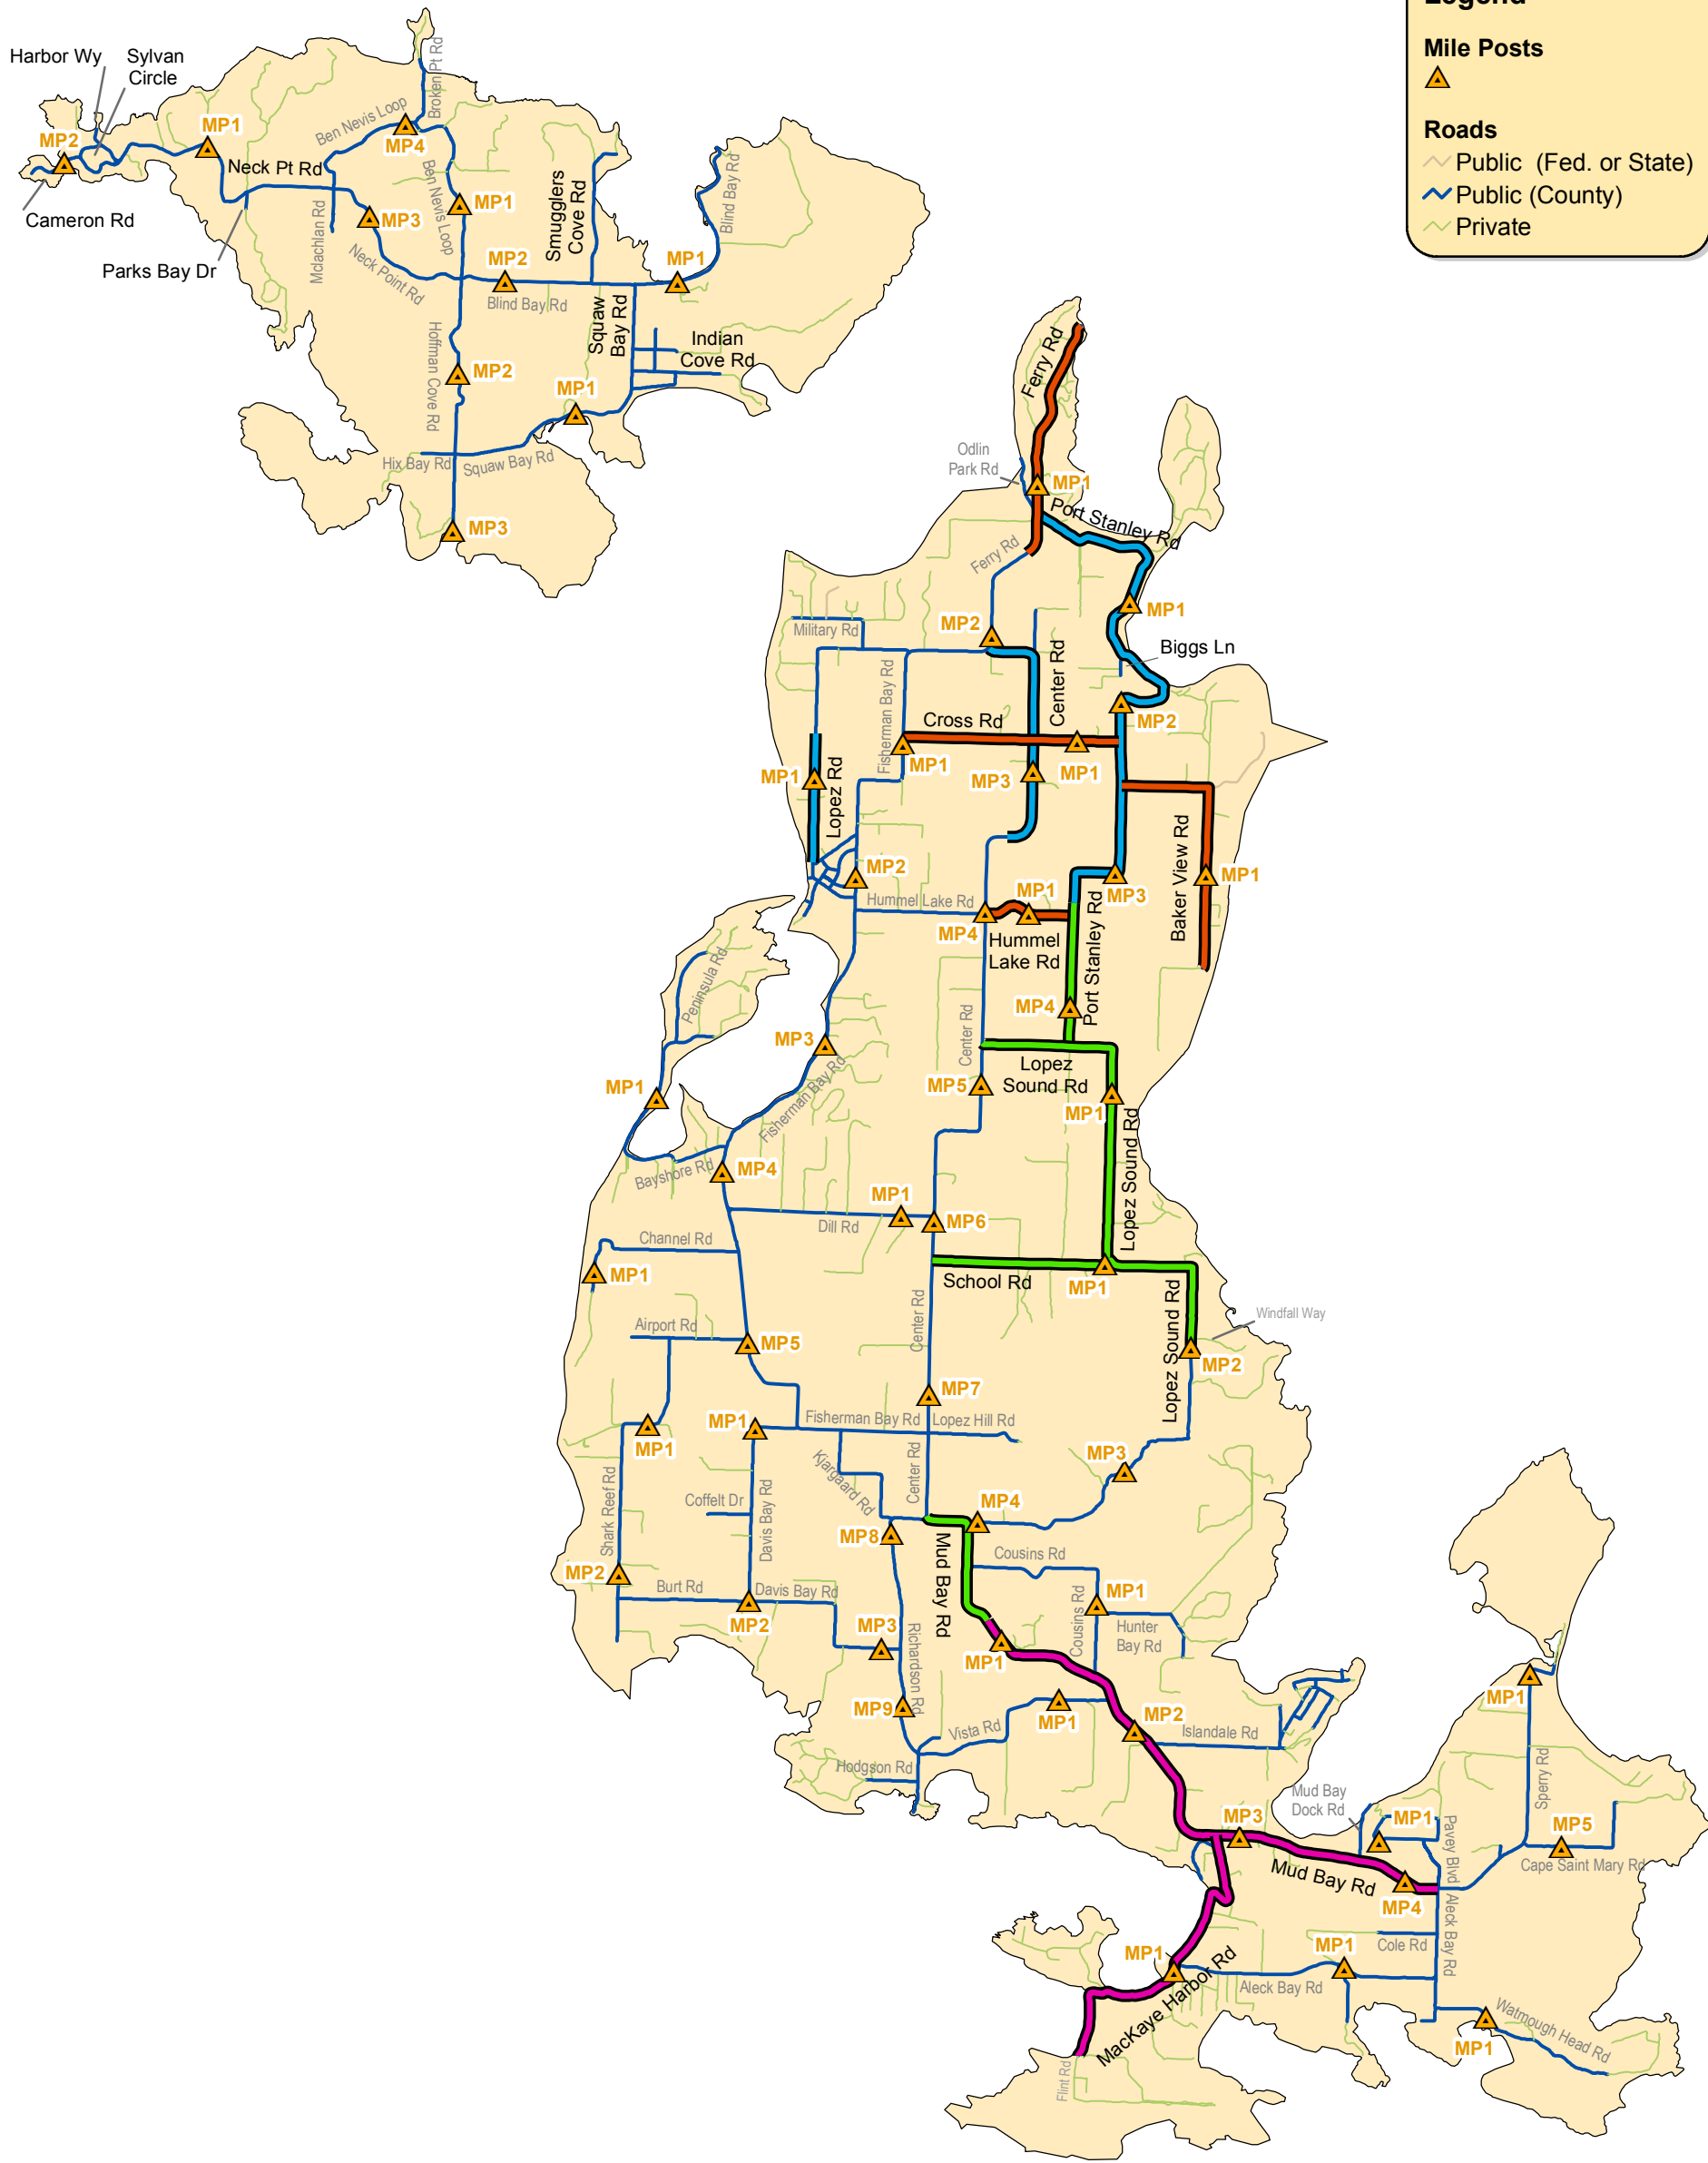 Legend
Mile Posts
Roads
Public (Fed. or State)
Public (County)
Private
Harbor Wy
Sylvan
Circle
Broken Pt Rd
Ben Nevis Loop
MP1
MP2
MP4
Neck Pt Rd
Cameron Rd
Parks Bay Dr
Mclachlan Rd
MP3
Ben Nevis Loop
MP1
Smugglers
Cove Rd
Blind Bay Rd
Neck Point Rd
MP2
Blind Bay Rd
MP1
Squaw
Bay Rd
Indian
Cove Rd
Hoffman Cove Rd
MP2
MP1
Hix Bay Rd
Squaw Bay Rd
MP3
Ferry Rd
Odlin
Park Rd
MP1
Port Stanley Rd
Ferry Rd
MP1
MP2
Military Rd
Biggs Ln
Center Rd
Fisherman Bay Rd
Cross Rd
MP2
MP1
MP1
Lopez Rd
MP3
MP1
Baker View Rd
MP2
MP1
MP3
MP1
Hummel Lake Rd
MP4
Hummel
Lake Rd
Port Stanley Rd
Peninsula Rd
MP4
Center Rd
MP3
Lopez
Sound Rd
MP5
MP1
MP1
Fisherman Bay Rd
Lopez Sound Rd
Bayshore Rd
MP4
MP1
Dill Rd
MP6
Channel Rd
MP1
School Rd
MP1
Lopez Sound Rd
Center Rd
Windfall Way
Airport Rd
MP5
MP2
MP7
MP1
MP1
Fisherman Bay Rd
Lopez Hill Rd
MP3
Shark Reef Rd
Kjargaard Rd
Center Rd
Coffelt Dr
Davis Bay Rd
MP4
MP8
Mud Bay Rd
Cousins Rd
MP2
Burt Rd
Davis Bay Rd
MP1
MP2
Cousins Rd
Hunter
Bay Rd
MP3
Richardson Rd
MP1
MP9
MP1
MP2
Vista Rd
Islandale Rd
MP1
Hodgson Rd
Sperry Rd
Mud Bay
Dock Rd
MP3
MP1
Pavey Blvd
MP5
Cape Saint Mary Rd
Mud Bay Rd
MP4
Aleck Bay Rd
Cole Rd
MP1
MP1
MacKaye Harbor Rd
Aleck Bay Rd
Watmough Head Rd
MP1
Flint Rd